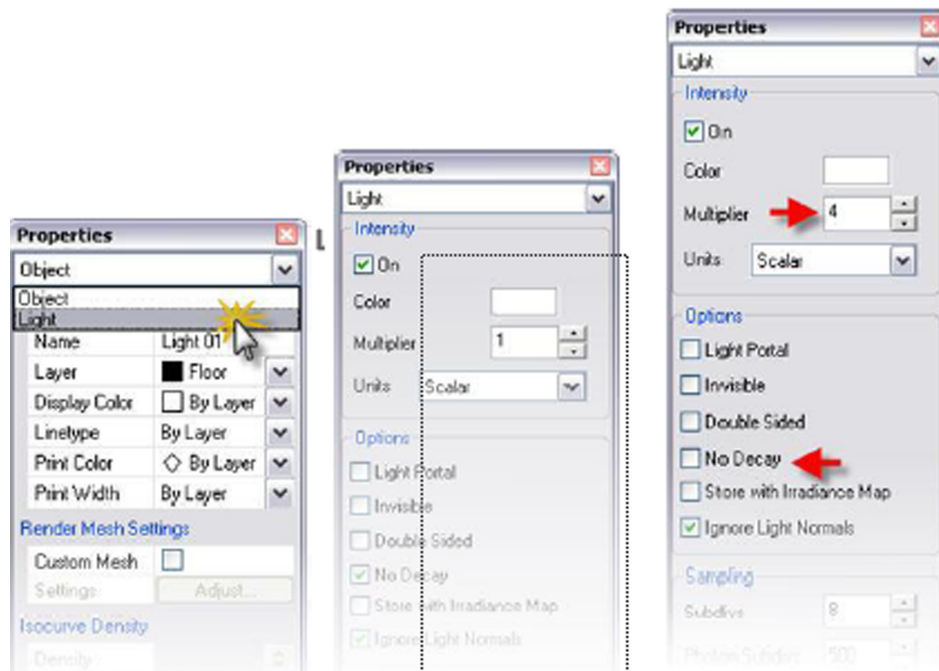 Properties
Object
Object
Light
Name Light 01
Layer Floor
Display Color By Layer
Linetype By Layer
Print Color By Layer
Print Width By Layer
Render Mesh Settings
Custom Mesh
Settings Adjust...
Isocurve Density
Density
Properties
Light
Intensity
On
Color
Multiplier 1
Units Scalar
Options
Light Portal
Invisible
Double Sided
No Decay
Store with Irradiance Map
Ignore Light Normals
Properties
Light
Intensity
On
Color
Multiplier 4
Units Scalar
Options
Light Portal
Invisible
Double Sided
No Decay
Store with Irradiance Map
Ignore Light Normals
Sampling
Subdivs 8
Photon Subdivs 500